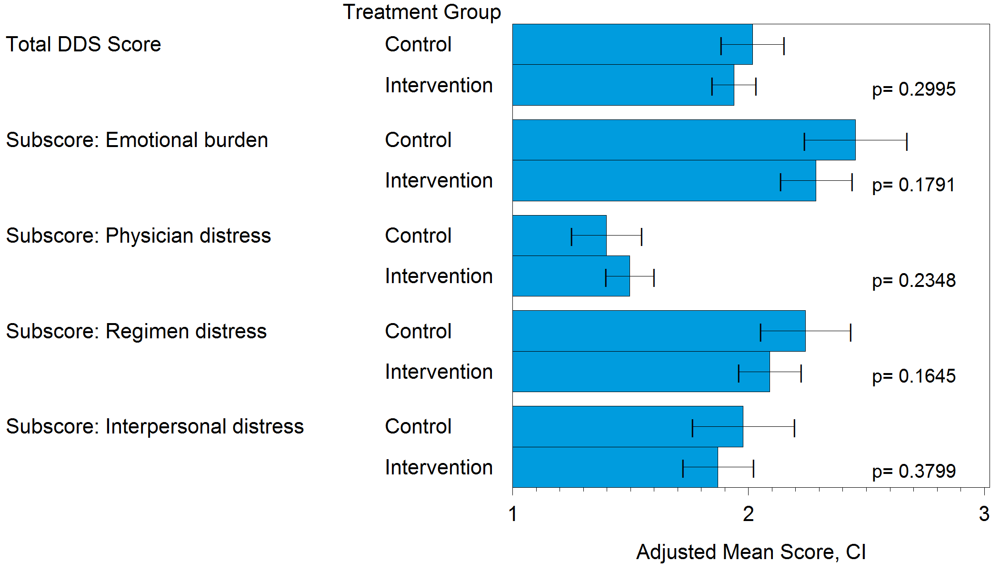 Treatment Group
Total DDS Score Control
Intervention p= 0.2995
Subscore: Emotional burden Control
Intervention p= 0.1791
Subscore: Physician distress Control
Intervention p= 0.2348
Subscore: Regimen distress Control
Intervention p= 0.1645
Subscore: Interpersonal distress Control
Intervention p= 0.3799
1 2 3
Adjusted Mean Score, CI